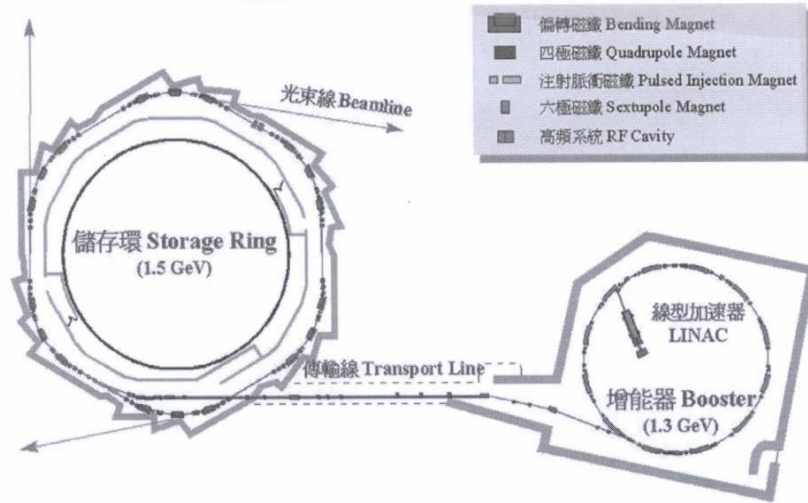 偏轉磁鐵 Bending Magnet
四極磁鐵 Quadrupole Magnet
注射脈衝磁鐵 Pulsed Injection Magnet
六極磁鐵 Sextupole Magnet
高頻系統 RF Cavity
光束線 Beamline
儲存環 Storage Ring
(1.5 GeV)
線型加速器
LINAC
傳輸線 Transport Line
增能器 Booster
(1.3 GeV)